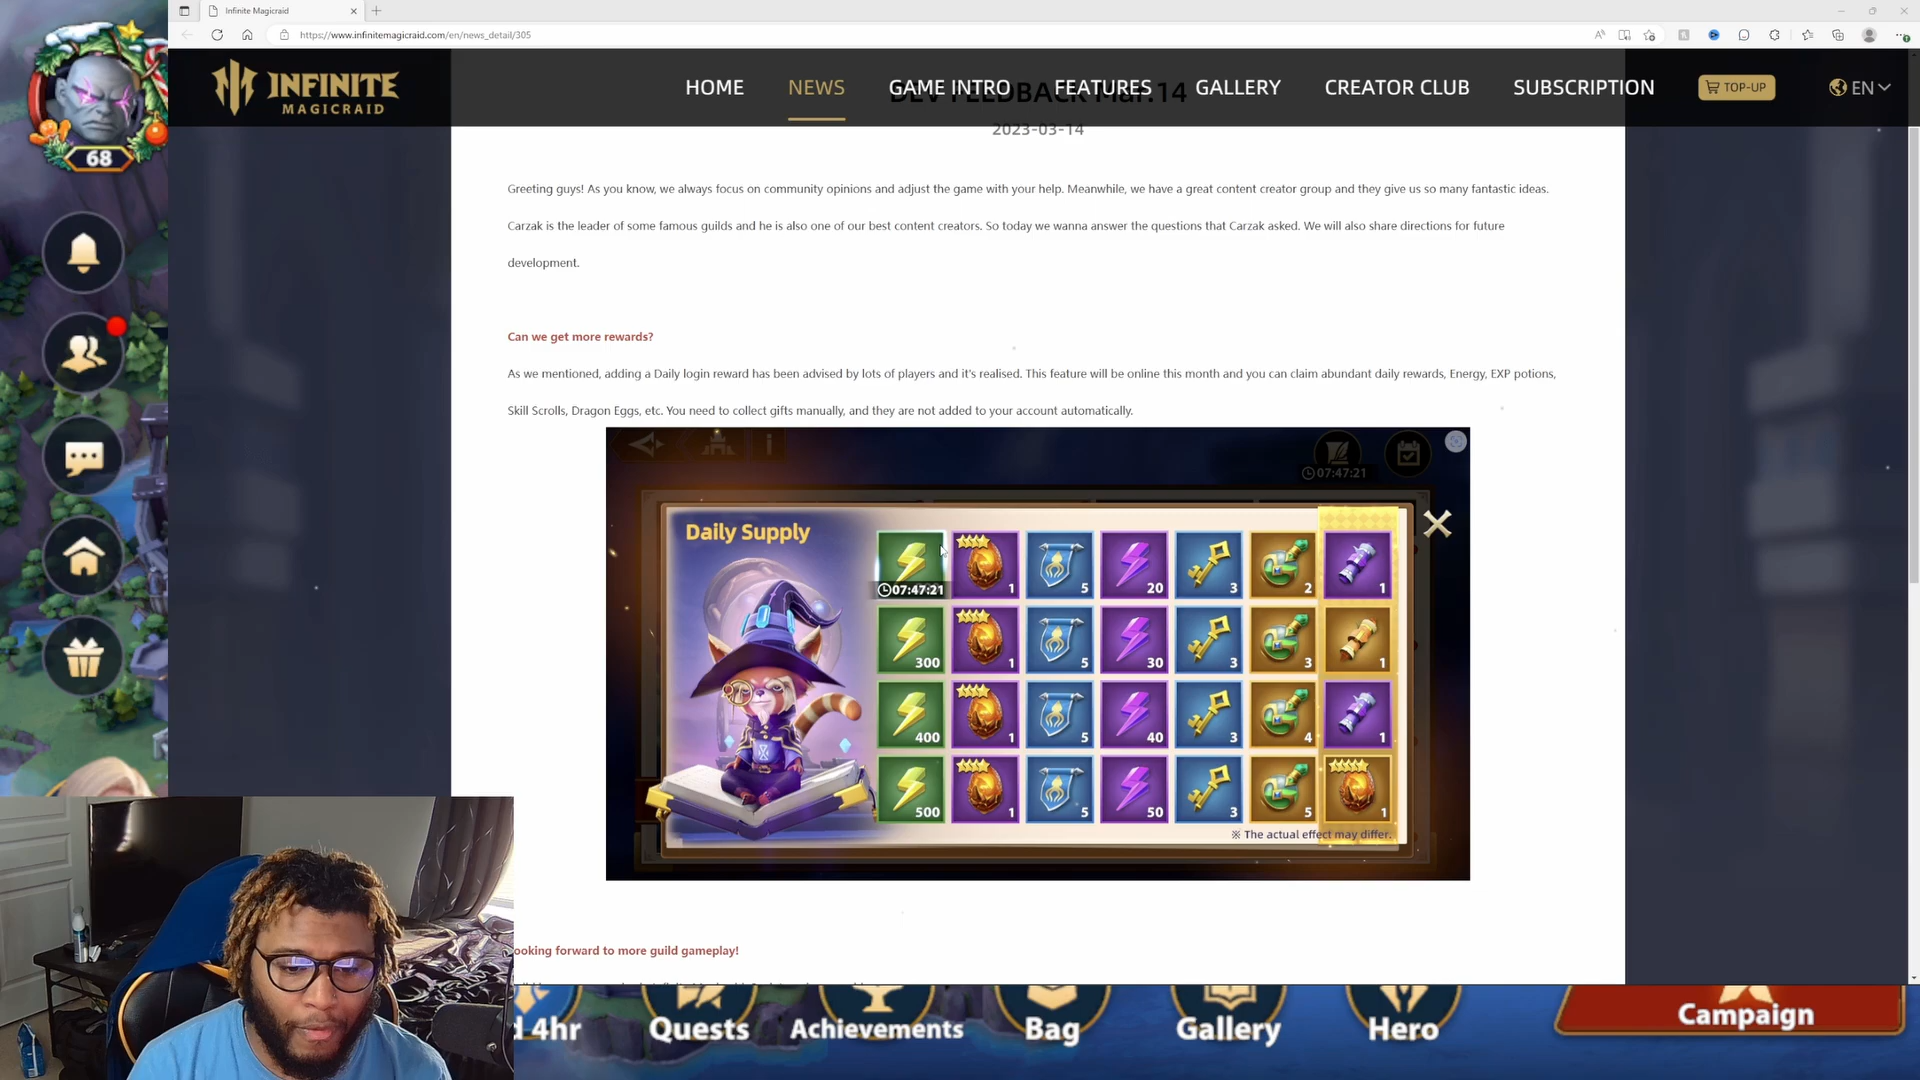 Infinite Magicraid
https://www.infinitemagicraid.com/en/news_detail/305
INFINITE
MAGICRAID
HOME NEWS GAME INTRO FEATURES GALLERY CREATOR CLUB SUBSCRIPTION TOP-UP EN
DEV FEEDBACK Mar.14
2023-03-14
68
Greeting guys! As you know, we always focus on community opinions and adjust the game with your help. Meanwhile, we have a great content creator group and they give us so many fantastic ideas.
Carzak is the leader of some famous guilds and he is also one of our best content creators. So today we wanna answer the questions that Carzak asked. We will also share directions for future
development.
Can we get more rewards?
As we mentioned, adding a Daily login reward has been advised by lots of players and it's realised. This feature will be online this month and you can claim abundant daily rewards, Energy, EXP potions,
Skill Scrolls, Dragon Eggs, etc. You need to collect gifts manually, and they are not added to your account automatically.
07:47:21
Daily Supply
07:47:21 1 5 20 3 2 1
300 1 5 30 3 3 1
400 1 5 40 3 4 1
500 1 5 50 3 5 1
※ The actual effect may differ.
ooking forward to more guild gameplay!
d 4hr Quests Achievements Bag Gallery Hero Campaign